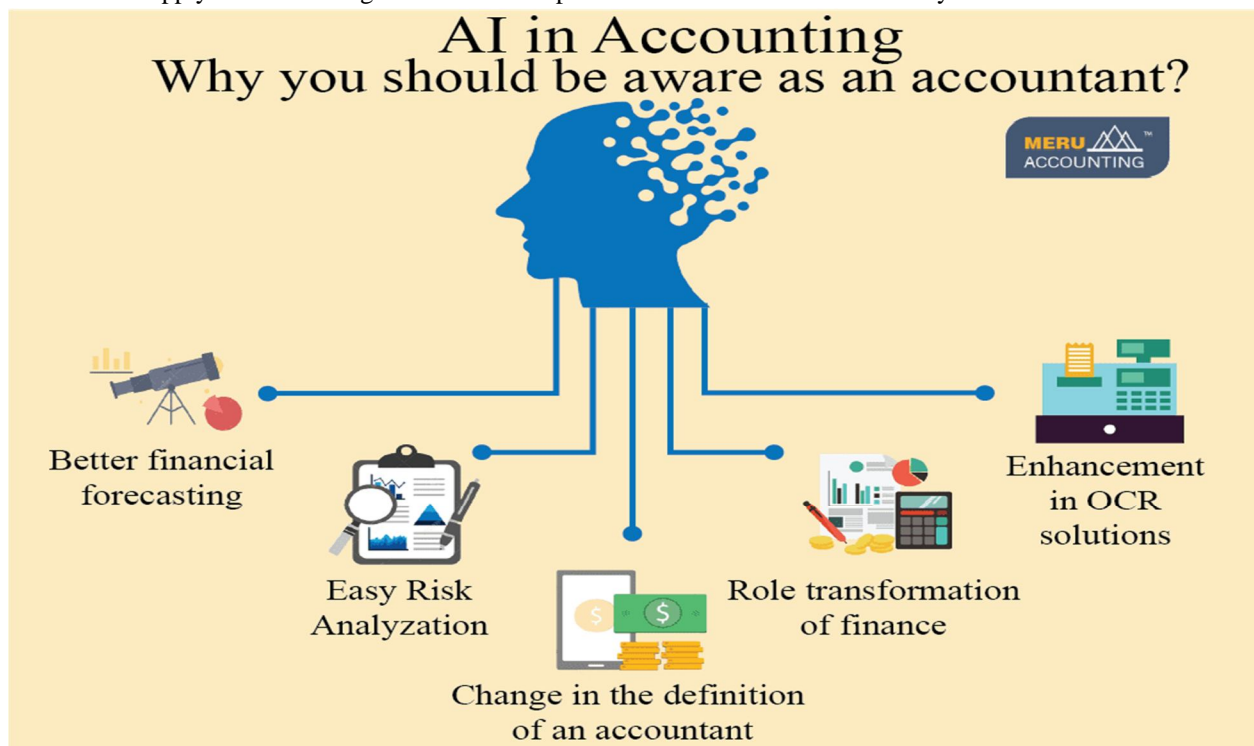 AI in Accounting
Why you should be aware as an accountant?
MERU ™
ACCOUNTING
Better financial
forecasting
Easy Risk
Analyzation
$ $
Change in the definition
of an accountant
Role transformation
of finance
Enhancement
in OCR
solutions